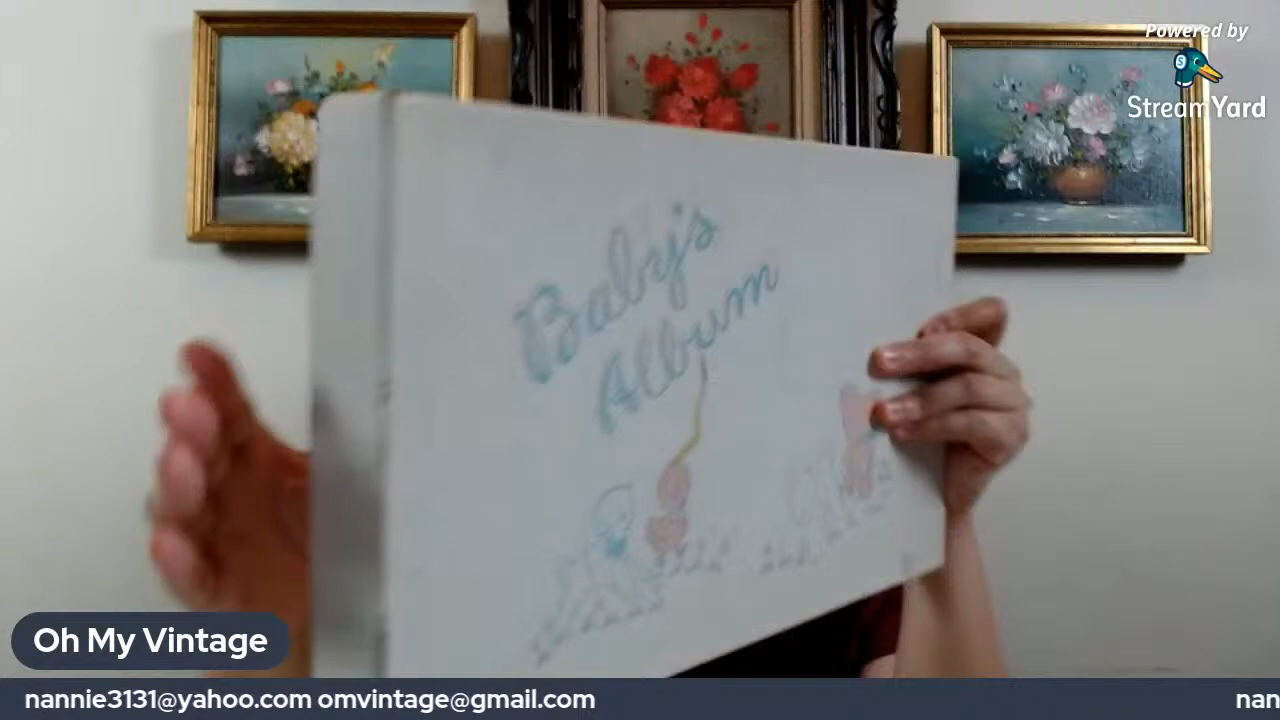 Powered by
StreamYard
Baby's
Album
Oh My Vintage
nannie3131@yahoo.com omvintage@gmail.com
nan